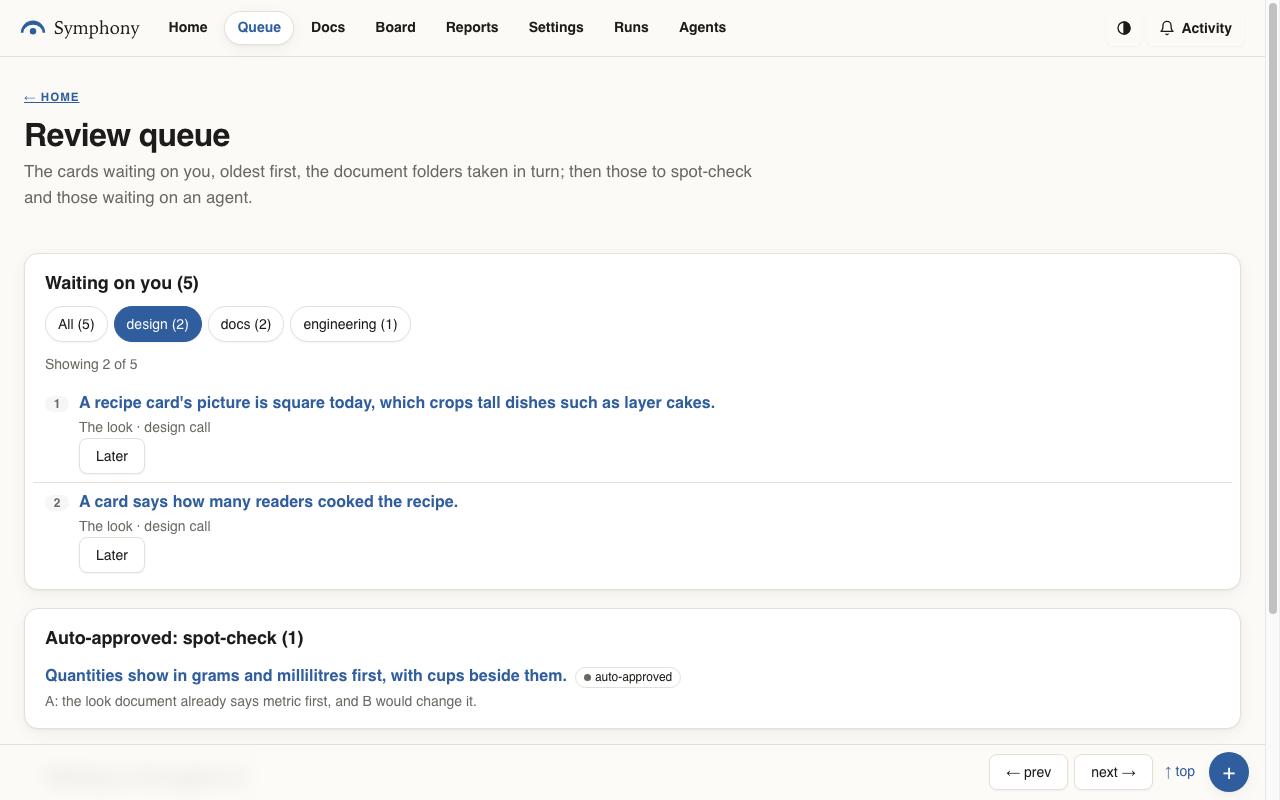 Symphony Home Queue Docs Board Reports Settings Runs Agents Activity
← HOME
Review queue
The cards waiting on you, oldest first, the document folders taken in turn; then those to spot-check
and those waiting on an agent.
Waiting on you (5)
All (5) design (2) docs (2) engineering (1)
Showing 2 of 5
1 A recipe card's picture is square today, which crops tall dishes such as layer cakes.
The look · design call
Later
2 A card says how many readers cooked the recipe.
The look · design call
Later
Auto-approved: spot-check (1)
Quantities show in grams and millilitres first, with cups beside them. auto-approved
A: the look document already says metric first, and B would change it.
← prev next → ↑ top +